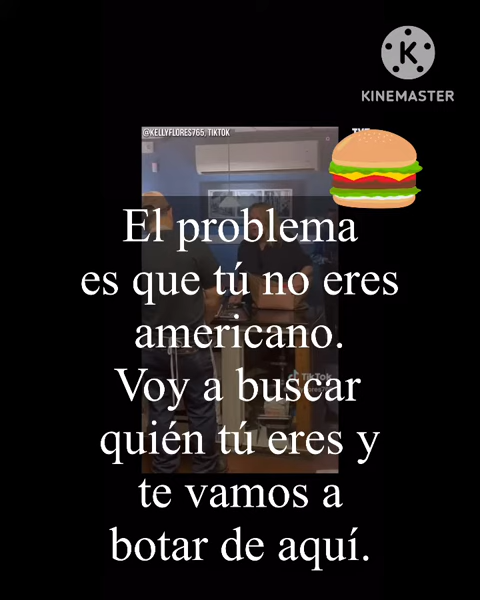 KINEMASTER
@KELLYFLORES765, TIKTOK
El problema
es que tú no eres
americano.
Voy a buscar
quién tú eres y
te vamos a
botar de aquí.
TikTok